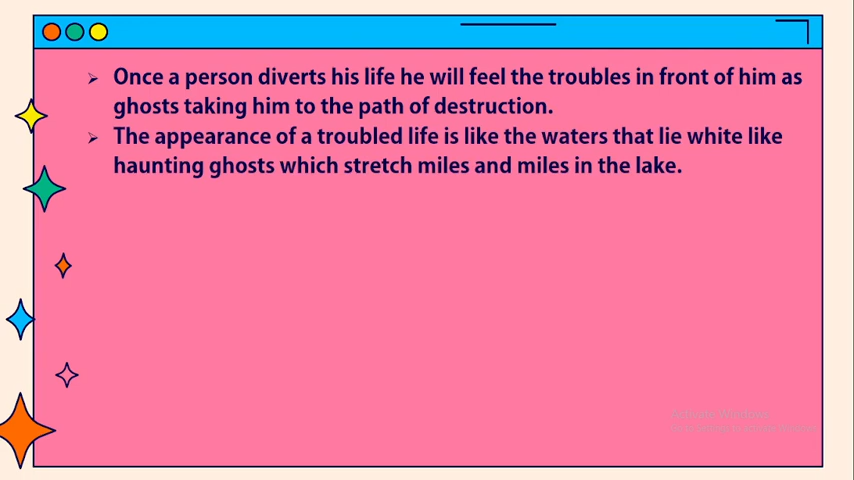 ➢ Once a person diverts his life he will feel the troubles in front of him as
ghosts taking him to the path of destruction.
➢ The appearance of a troubled life is like the waters that lie white like
haunting ghosts which stretch miles and miles in the lake.
Activate Windows